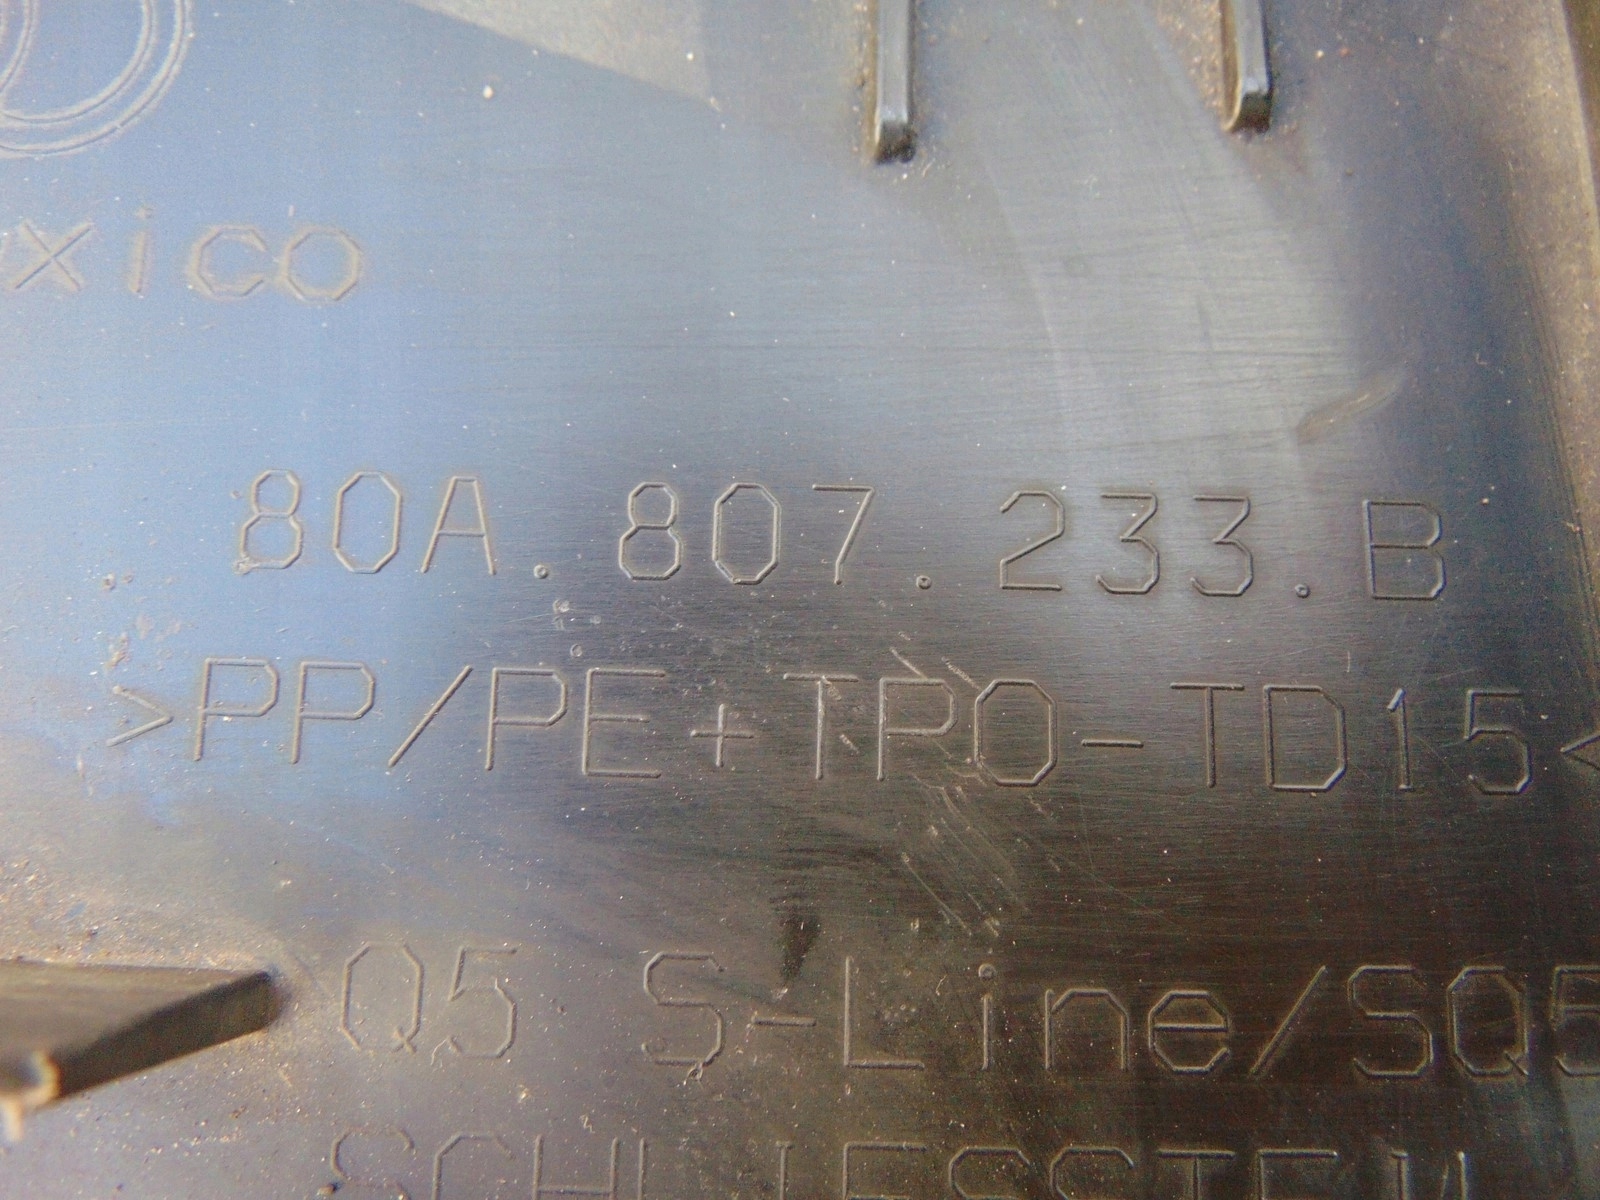 xico
80A.807.233.B
>PP/PE+TPO-TD15<
Q5 S-Line/SQ5